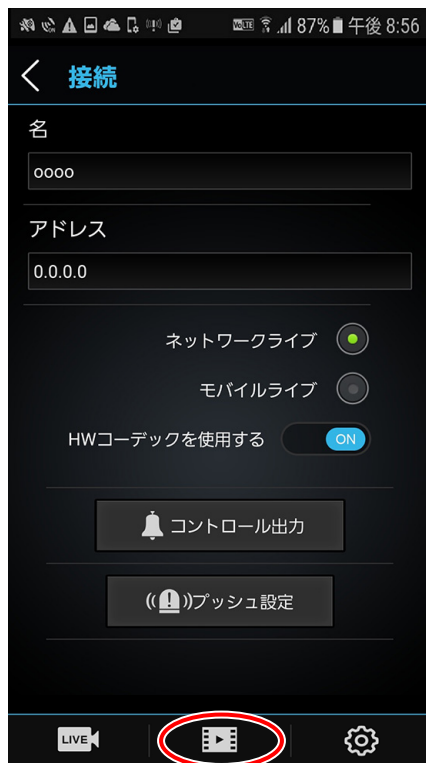 VoLTE 87% 午後 8:56
接続
名
oooo
アドレス
0.0.0.0
ネットワークライブ
モバイルライブ
HWコーデックを使用する ON
コントロール出力
プッシュ設定
LIVE